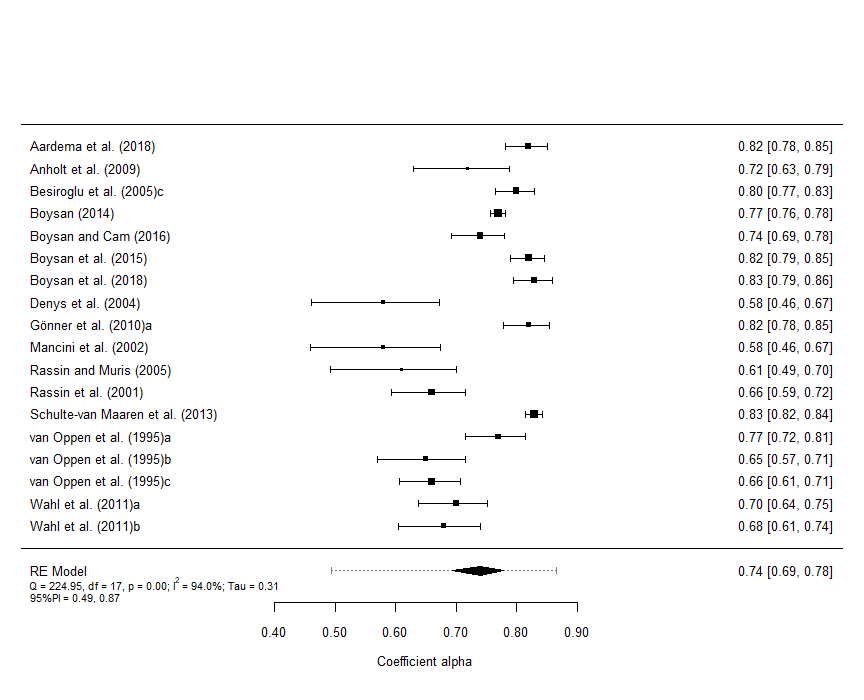 Aardema et al. (2018) 0.82 [0.78, 0.85]
Anholt et al. (2009) 0.72 [0.63, 0.79]
Besiroglu et al. (2005)c 0.80 [0.77, 0.83]
Boysan (2014) 0.77 [0.76, 0.78]
Boysan and Cam (2016) 0.74 [0.69, 0.78]
Boysan et al. (2015) 0.82 [0.79, 0.85]
Boysan et al. (2018) 0.83 [0.79, 0.86]
Denys et al. (2004) 0.58 [0.46, 0.67]
Gönner et al. (2010)a 0.82 [0.78, 0.85]
Mancini et al. (2002) 0.58 [0.46, 0.67]
Rassin and Muris (2005) 0.61 [0.49, 0.70]
Rassin et al. (2001) 0.66 [0.59, 0.72]
Schulte-van Maaren et al. (2013) 0.83 [0.82, 0.84]
van Oppen et al. (1995)a 0.77 [0.72, 0.81]
van Oppen et al. (1995)b 0.65 [0.57, 0.71]
van Oppen et al. (1995)c 0.66 [0.61, 0.71]
Wahl et al. (2011)a 0.70 [0.64, 0.75]
Wahl et al. (2011)b 0.68 [0.61, 0.74]
RE Model 0.74 [0.69, 0.78]
Q = 224.95, df = 17, p = 0.00; I² = 94.0%; Tau = 0.31
95%PI = 0.49, 0.87
0.40 0.50 0.60 0.70 0.80 0.90
Coefficient alpha